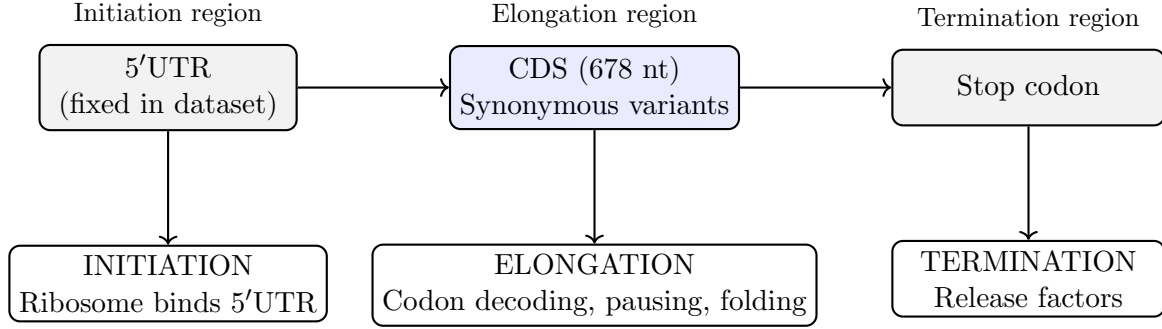 Initiation region
Elongation region
Termination region
5′UTR
(fixed in dataset)
CDS (678 nt)
Synonymous variants
Stop codon
INITIATION
Ribosome binds 5′UTR
ELONGATION
Codon decoding, pausing, folding
TERMINATION
Release factors